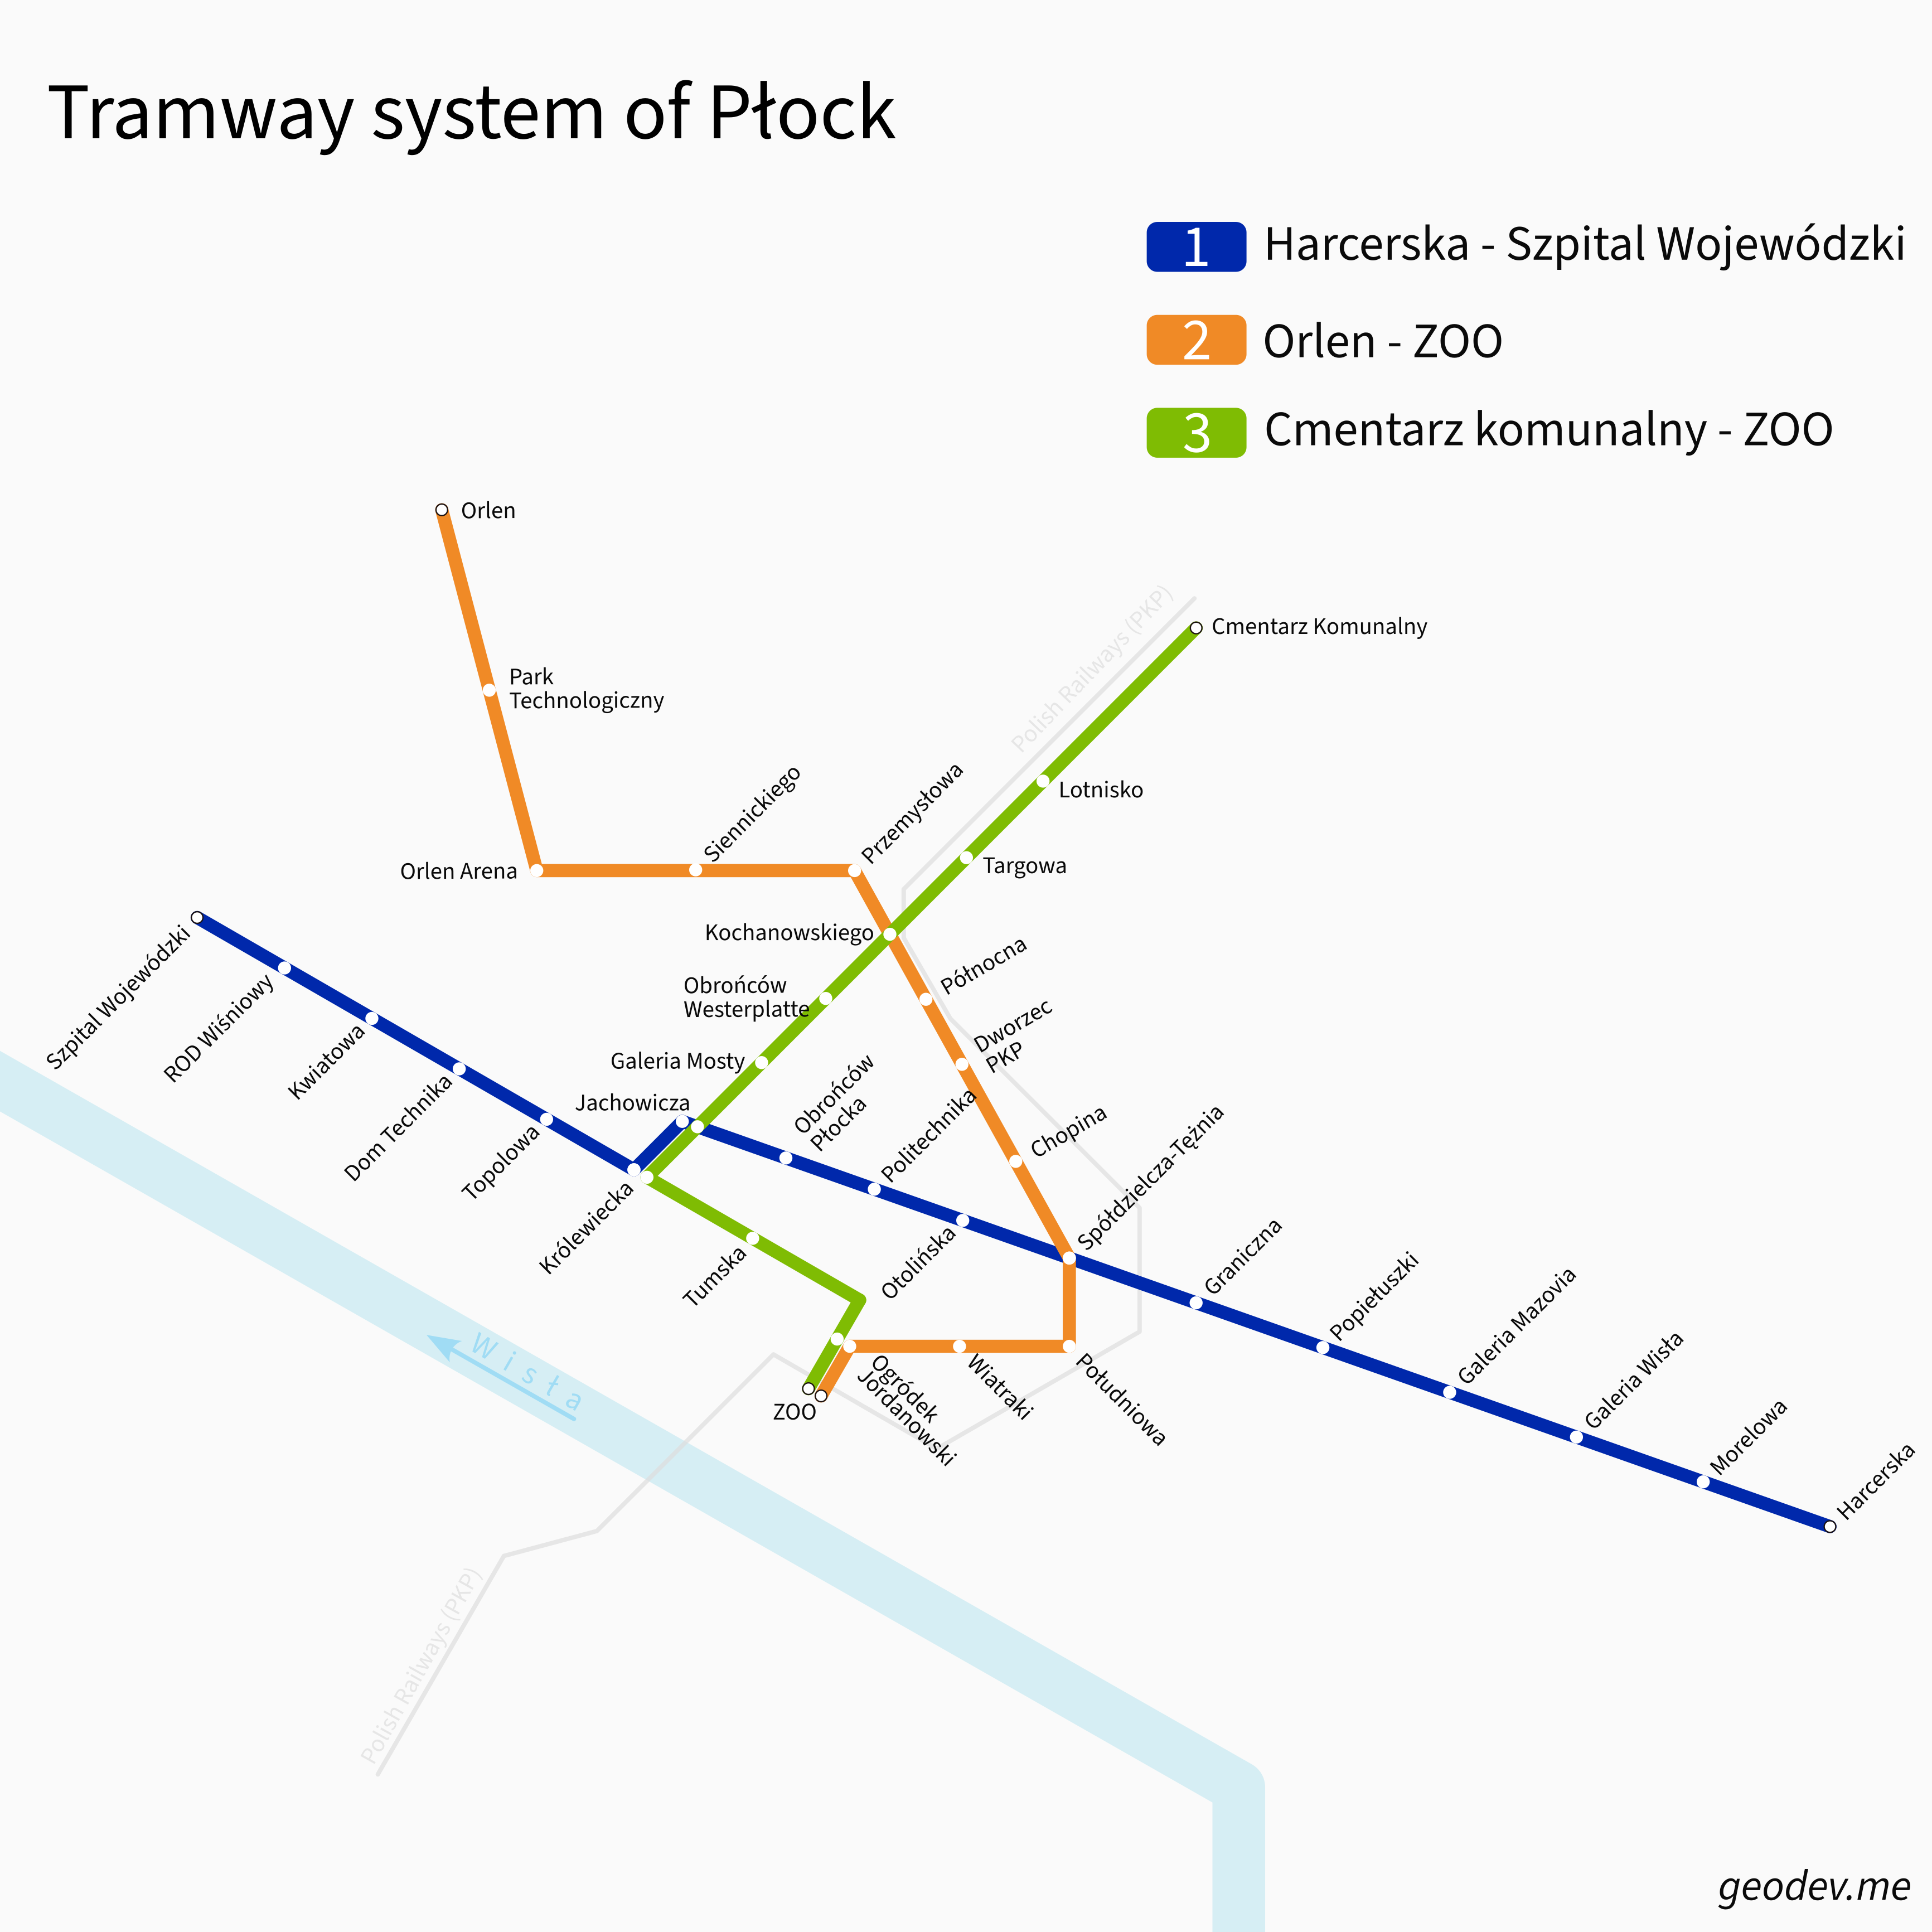 Tramway system of Płock
1 Harcerska - Szpital Wojewódzki
2 Orlen - ZOO
3 Cmentarz komunalny - ZOO
Orlen
Polish Railways (PKP)
Cmentarz Komunalny
Park
Technologiczny
Siennickiego
Przemysłowa
Lotnisko
Orlen Arena
Targowa
Kochanowskiego
Szpital Wojewódzki
ROD Wiśniowy
Kwiatowa
Dom Technika
Topolowa
Królewiecka
Obrońców
Westerplatte
Północna
Dworzec
PKP
Galeria Mosty
Jachowicza
Obrońców
Płocka
Politechnika
Chopina
Spółdzielcza-Tężnia
Otolińska
Tumska
Graniczna
Popiełuszki
Galeria Mazovia
Galeria Wisła
Morelowa
Harcerska
Wisła
ZOO
Ogródek
Jordanowski
Wiatraki
Południowa
Polish Railways (PKP)
geodev.me